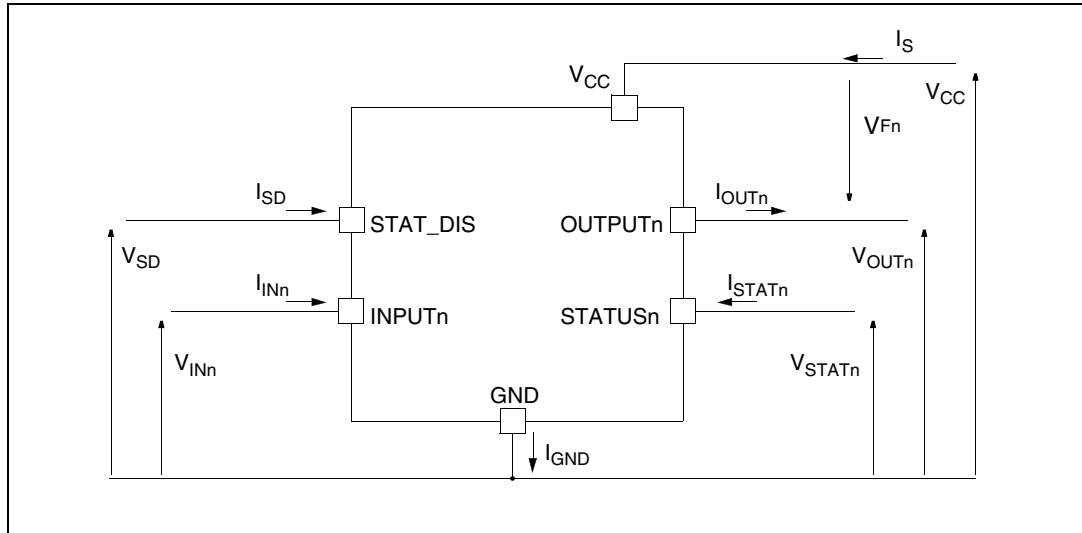 I_S
V_CC
V_CC
V_Fn
I_SD
I_OUTn
STAT_DIS
OUTPUTn
V_SD
V_OUTn
I_INn
I_STATn
INPUTn
STATUSn
V_INn
V_STATn
GND
I_GND